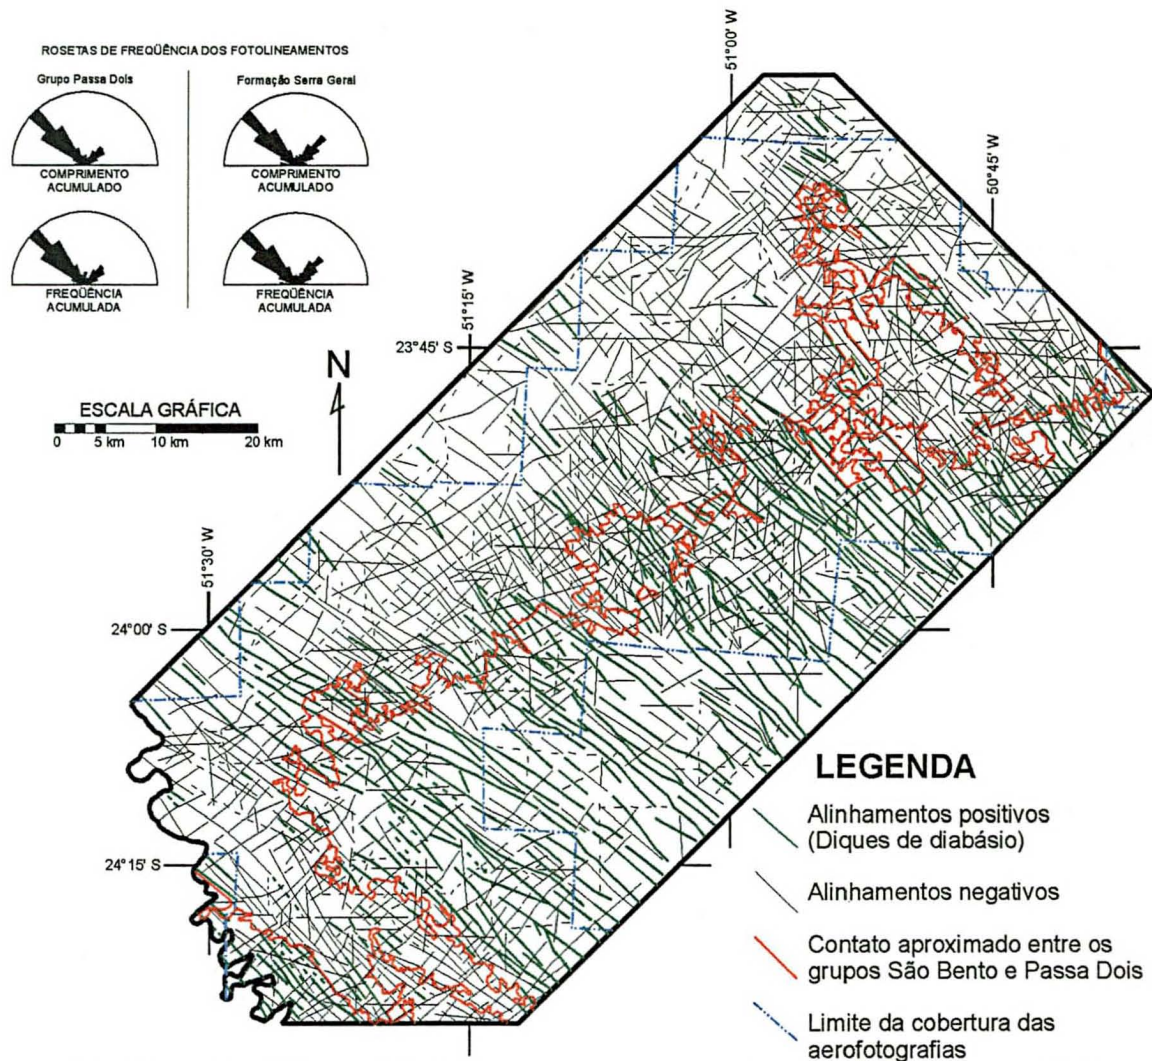 ROSETAS DE FREQÜÊNCIA DOS FOTOLINEAMENTOS
Grupo Passa Dois
Formação Serra Geral
COMPRIMENTO
ACUMULADO
COMPRIMENTO
ACUMULADO
FREQÜÊNCIA
ACUMULADA
FREQÜÊNCIA
ACUMULADA
N
ESCALA GRÁFICA
0 5 km 10 km 20 km
51°00' W
50°45' W
51°15' W
23°45' S
51°30' W
24°00' S
24°15' S
LEGENDA
Alinhamentos positivos
(Diques de diabásio)
Alinhamentos negativos
Contato aproximado entre os
grupos São Bento e Passa Dois
Limite da cobertura das
aerofotografias